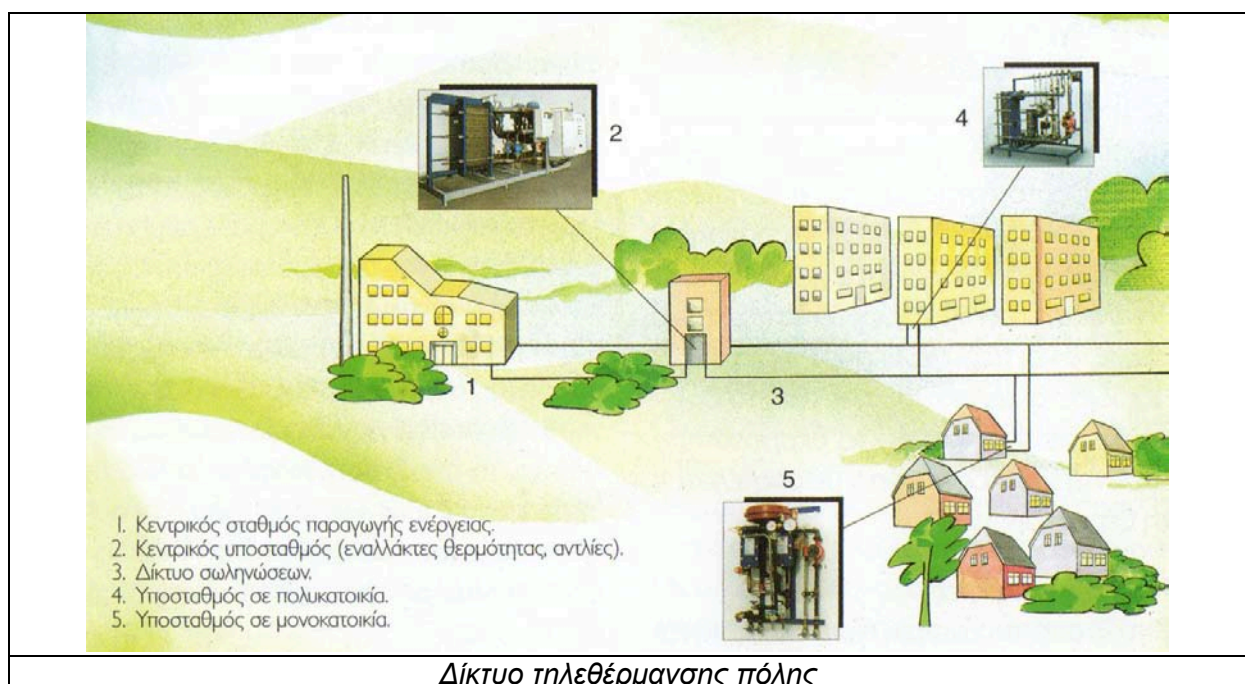 2
4
1
3
5
1. Κεντρικός σταθμός παραγωγής ενέργειας.
2. Κεντρικός υποσταθμός (εναλλάκτες θερμότητας, αντλίες).
3. Δίκτυο σωληνώσεων.
4. Υποσταθμός σε πολυκατοικία.
5. Υποσταθμός σε μονοκατοικία.
Δίκτυο τηλεθέρμανσης πόλης